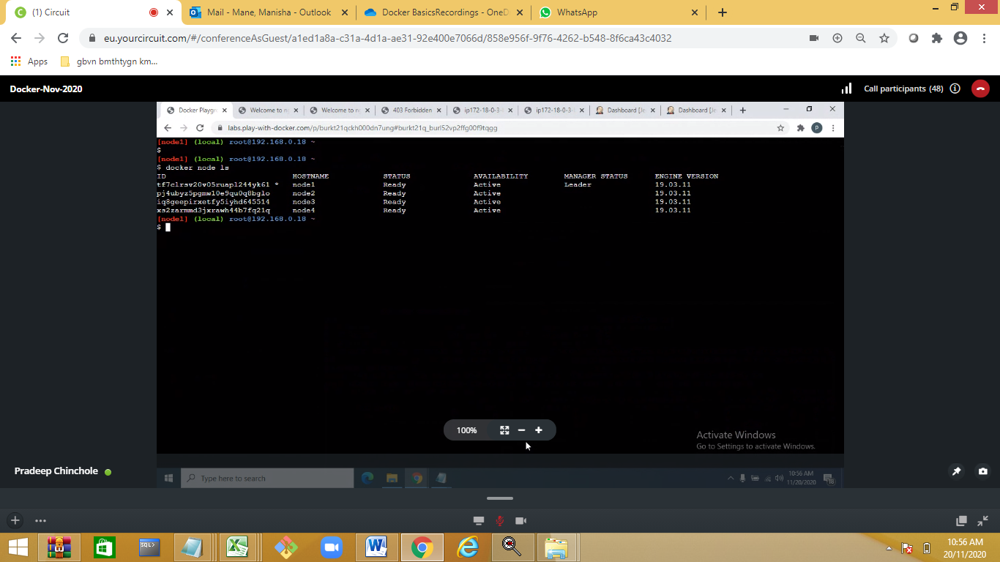 (1) Circuit
Mail - Mane, Manisha - Outlook
Docker BasicsRecordings - OneD
WhatsApp
eu.yourcircuit.com/#/conferenceAsGuest/a1ed1a8a-c31a-4d1a-ae31-92e400e7066d/858e956f-9f76-4262-b548-8f6ca43c4032
Apps
gbvn bmthtygn km...
Docker-Nov-2020
Call participants (48)
Docker Playgr
Welcome to n
Welcome to n
403 Forbidden
ip172-18-0-3-
ip172-18-0-3-
Dashboard [Je
Dashboard [Je
labs.play-with-docker.com/p/burkt21qckh000dn7ung#burkt21q_burl52vp2ffg00f9tqgg
[node1] (local) root@192.168.0.18 ~
$
[node1] (local) root@192.168.0.18 ~
$ docker node ls
ID HOSTNAME STATUS AVAILABILITY MANAGER STATUS ENGINE VERSION
tf7clrsv20v05ruapl244yk61 * node1 Ready Active Leader 19.03.11
pj4ubyz5pgmw10e9qu0q8bglo node2 Ready Active 19.03.11
iq8geepirxetfy5iyhd645514 node3 Ready Active 19.03.11
xs2zarmmd3jxrawh44b7fq21q node4 Ready Active 19.03.11
[node1] (local) root@192.168.0.18 ~
$
100%
Activate Windows
Go to Settings to activate Windows.
Pradeep Chinchole
Type here to search
10:56 AM
11/20/2020
SQL>
10:56 AM
20/11/2020